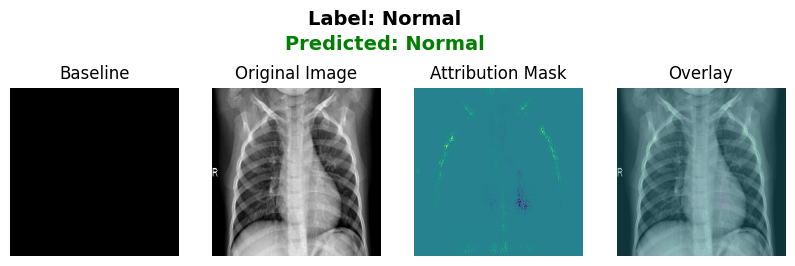 Label: Normal
Predicted: Normal
Baseline
Original Image
Attribution Mask
Overlay
R
R